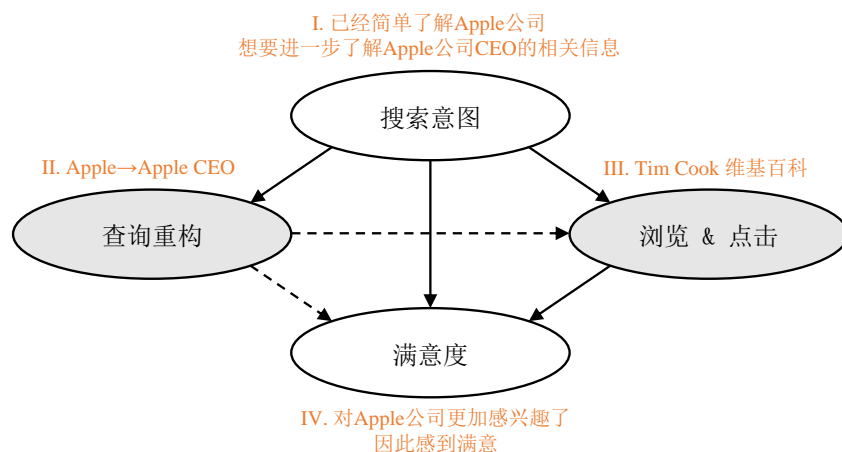 I. 已经简单了解Apple公司
想要进一步了解Apple公司CEO的相关信息
搜索意图
II. Apple→Apple CEO
III. Tim Cook 维基百科
查询重构
浏览 & 点击
满意度
IV. 对Apple公司更加感兴趣了
因此感到满意